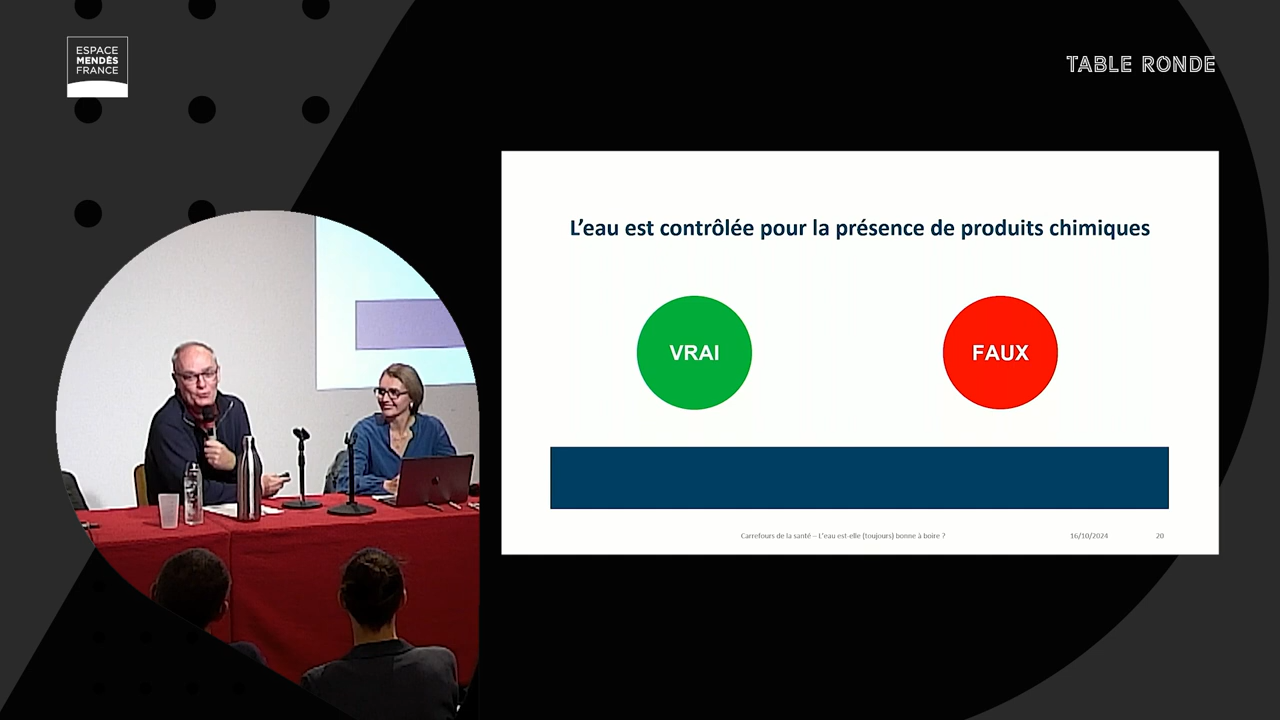 ESPACE
MENDÈS
FRANCE
TABLE RONDE
L’eau est contrôlée pour la présence de produits chimiques
VRAI
FAUX
Carrefours de la santé – L’eau est-elle (toujours) bonne à boire ?
16/10/2024
20